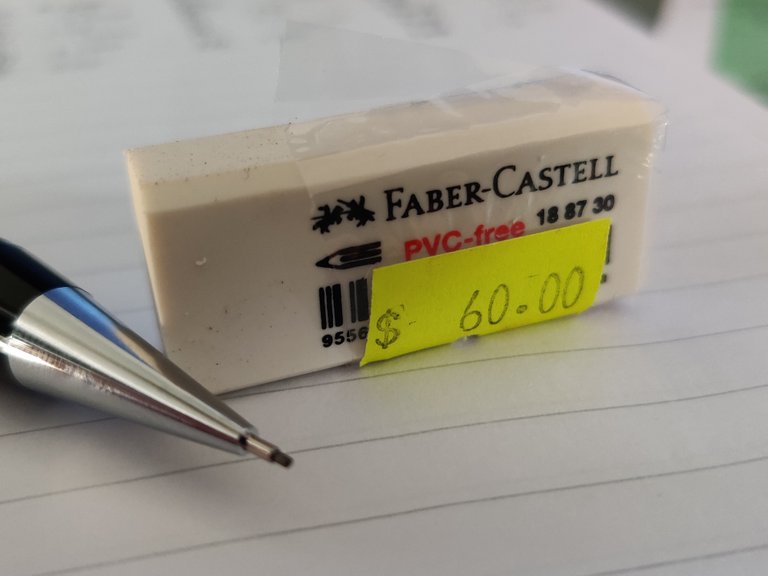 FABER-CASTELL
18 87 30
PVC-free
$ 60.00
9556